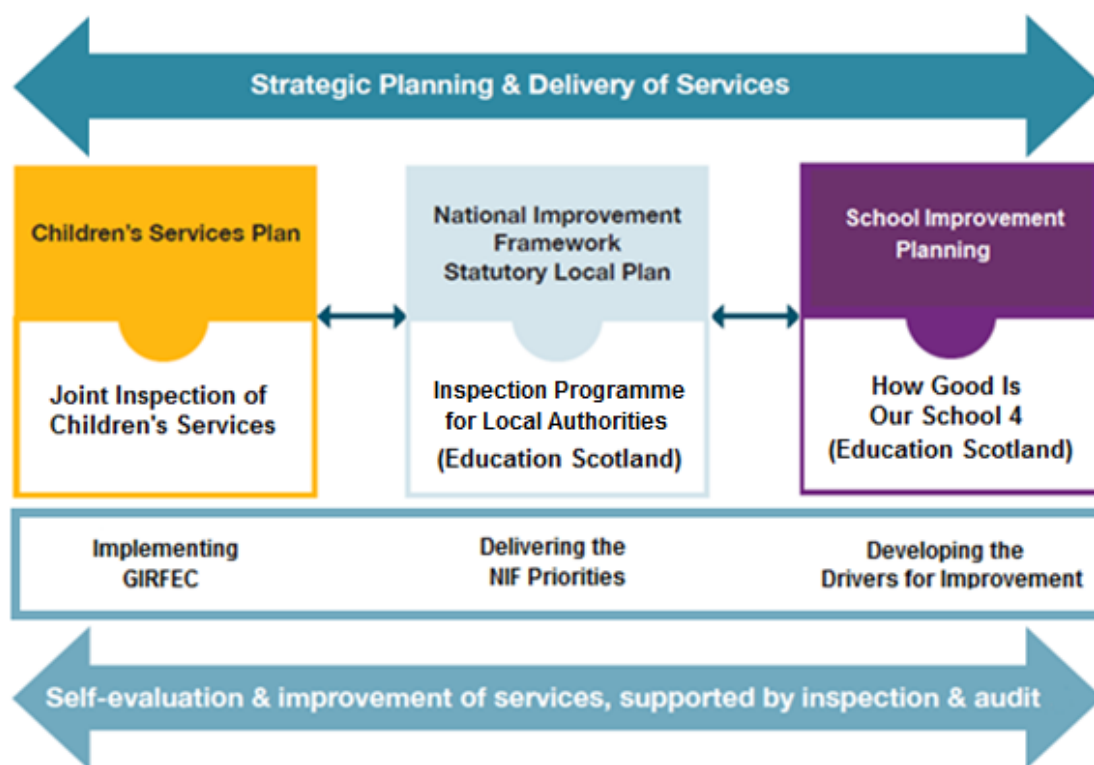 Strategic Planning & Delivery of Services
Children's Services Plan
National Improvement
Framework
Statutory Local Plan
School Improvement
Planning
Joint Inspection of
Children's Services
Inspection Programme
for Local Authorities
(Education Scotland)
How Good Is
Our School 4
(Education Scotland)
Implementing
GIRFEC
Delivering the
NIF Priorities
Developing the
Drivers for Improvement
Self-evaluation & improvement of services, supported by inspection & audit